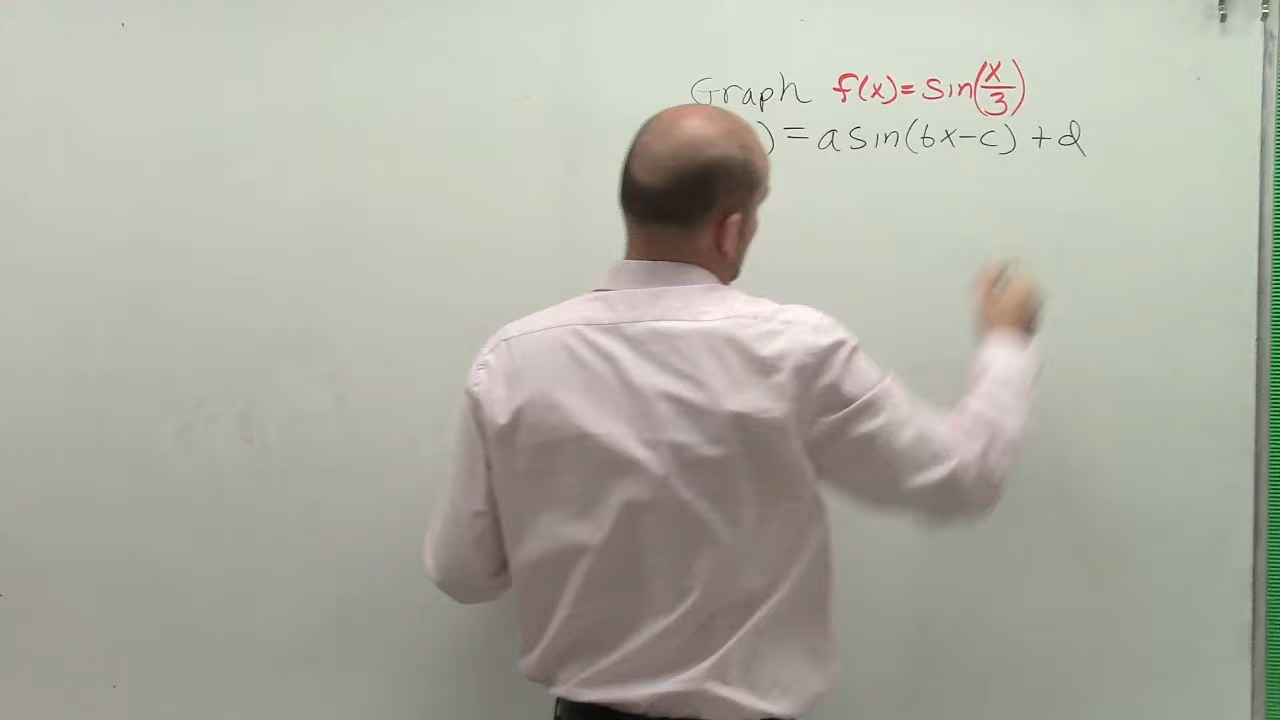 Graph f(x)=sin(x/3)
) = a sin(bx-c) + d